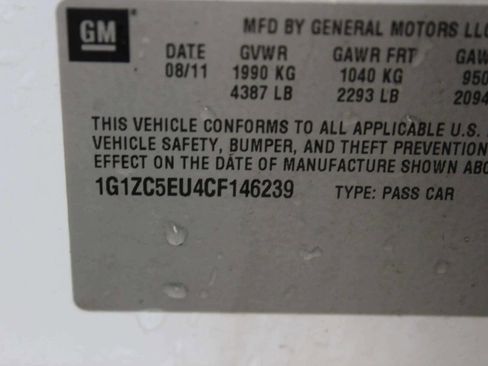 GM
MFD BY GENERAL MOTORS LLC
DATE GVWR GAWR FRT GAW
08/11 1990 KG 1040 KG 950
4387 LB 2293 LB 2094
THIS VEHICLE CONFORMS TO ALL APPLICABLE U.S.
VEHICLE SAFETY, BUMPER, AND THEFT PREVENTION
EFFECT ON THE DATE OF MANUFACTURE SHOWN ABO
1G1ZC5EU4CF146239 TYPE: PASS CAR